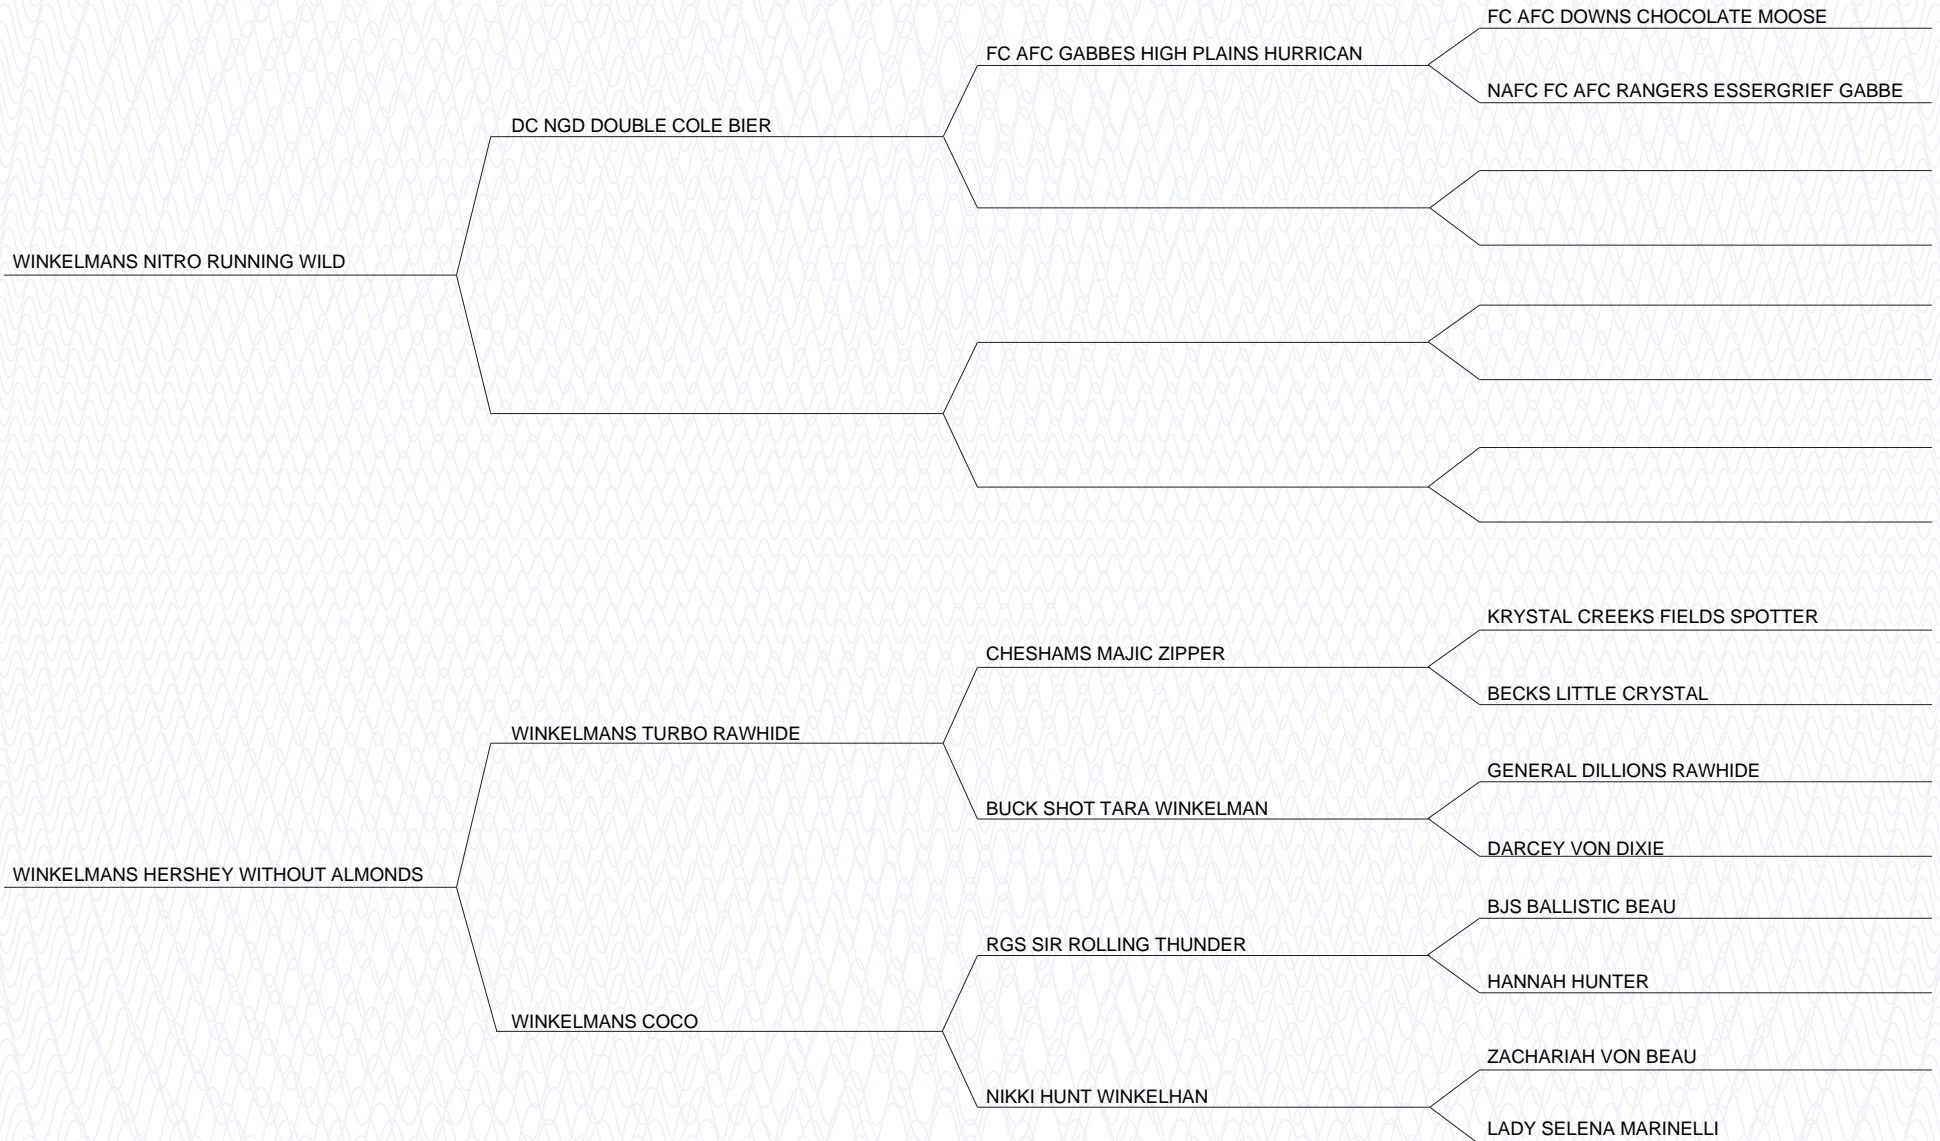 FC AFC DOWNS CHOCOLATE MOOSE
FC AFC GABBES HIGH PLAINS HURRICAN
NAFC FC AFC RANGERS ESSERGRIEF GABBE
DC NGD DOUBLE COLE BIER
WINKELMANS NITRO RUNNING WILD
KRYSTAL CREEKS FIELDS SPOTTER
CHESHAMS MAJIC ZIPPER
BECKS LITTLE CRYSTAL
WINKELMANS TURBO RAWHIDE
GENERAL DILLIONS RAWHIDE
BUCK SHOT TARA WINKELMAN
DARCEY VON DIXIE
WINKELMANS HERSHEY WITHOUT ALMONDS
BJS BALLISTIC BEAU
RGS SIR ROLLING THUNDER
HANNAH HUNTER
WINKELMANS COCO
ZACHARIAH VON BEAU
NIKKI HUNT WINKELHAN
LADY SELENA MARINELLI